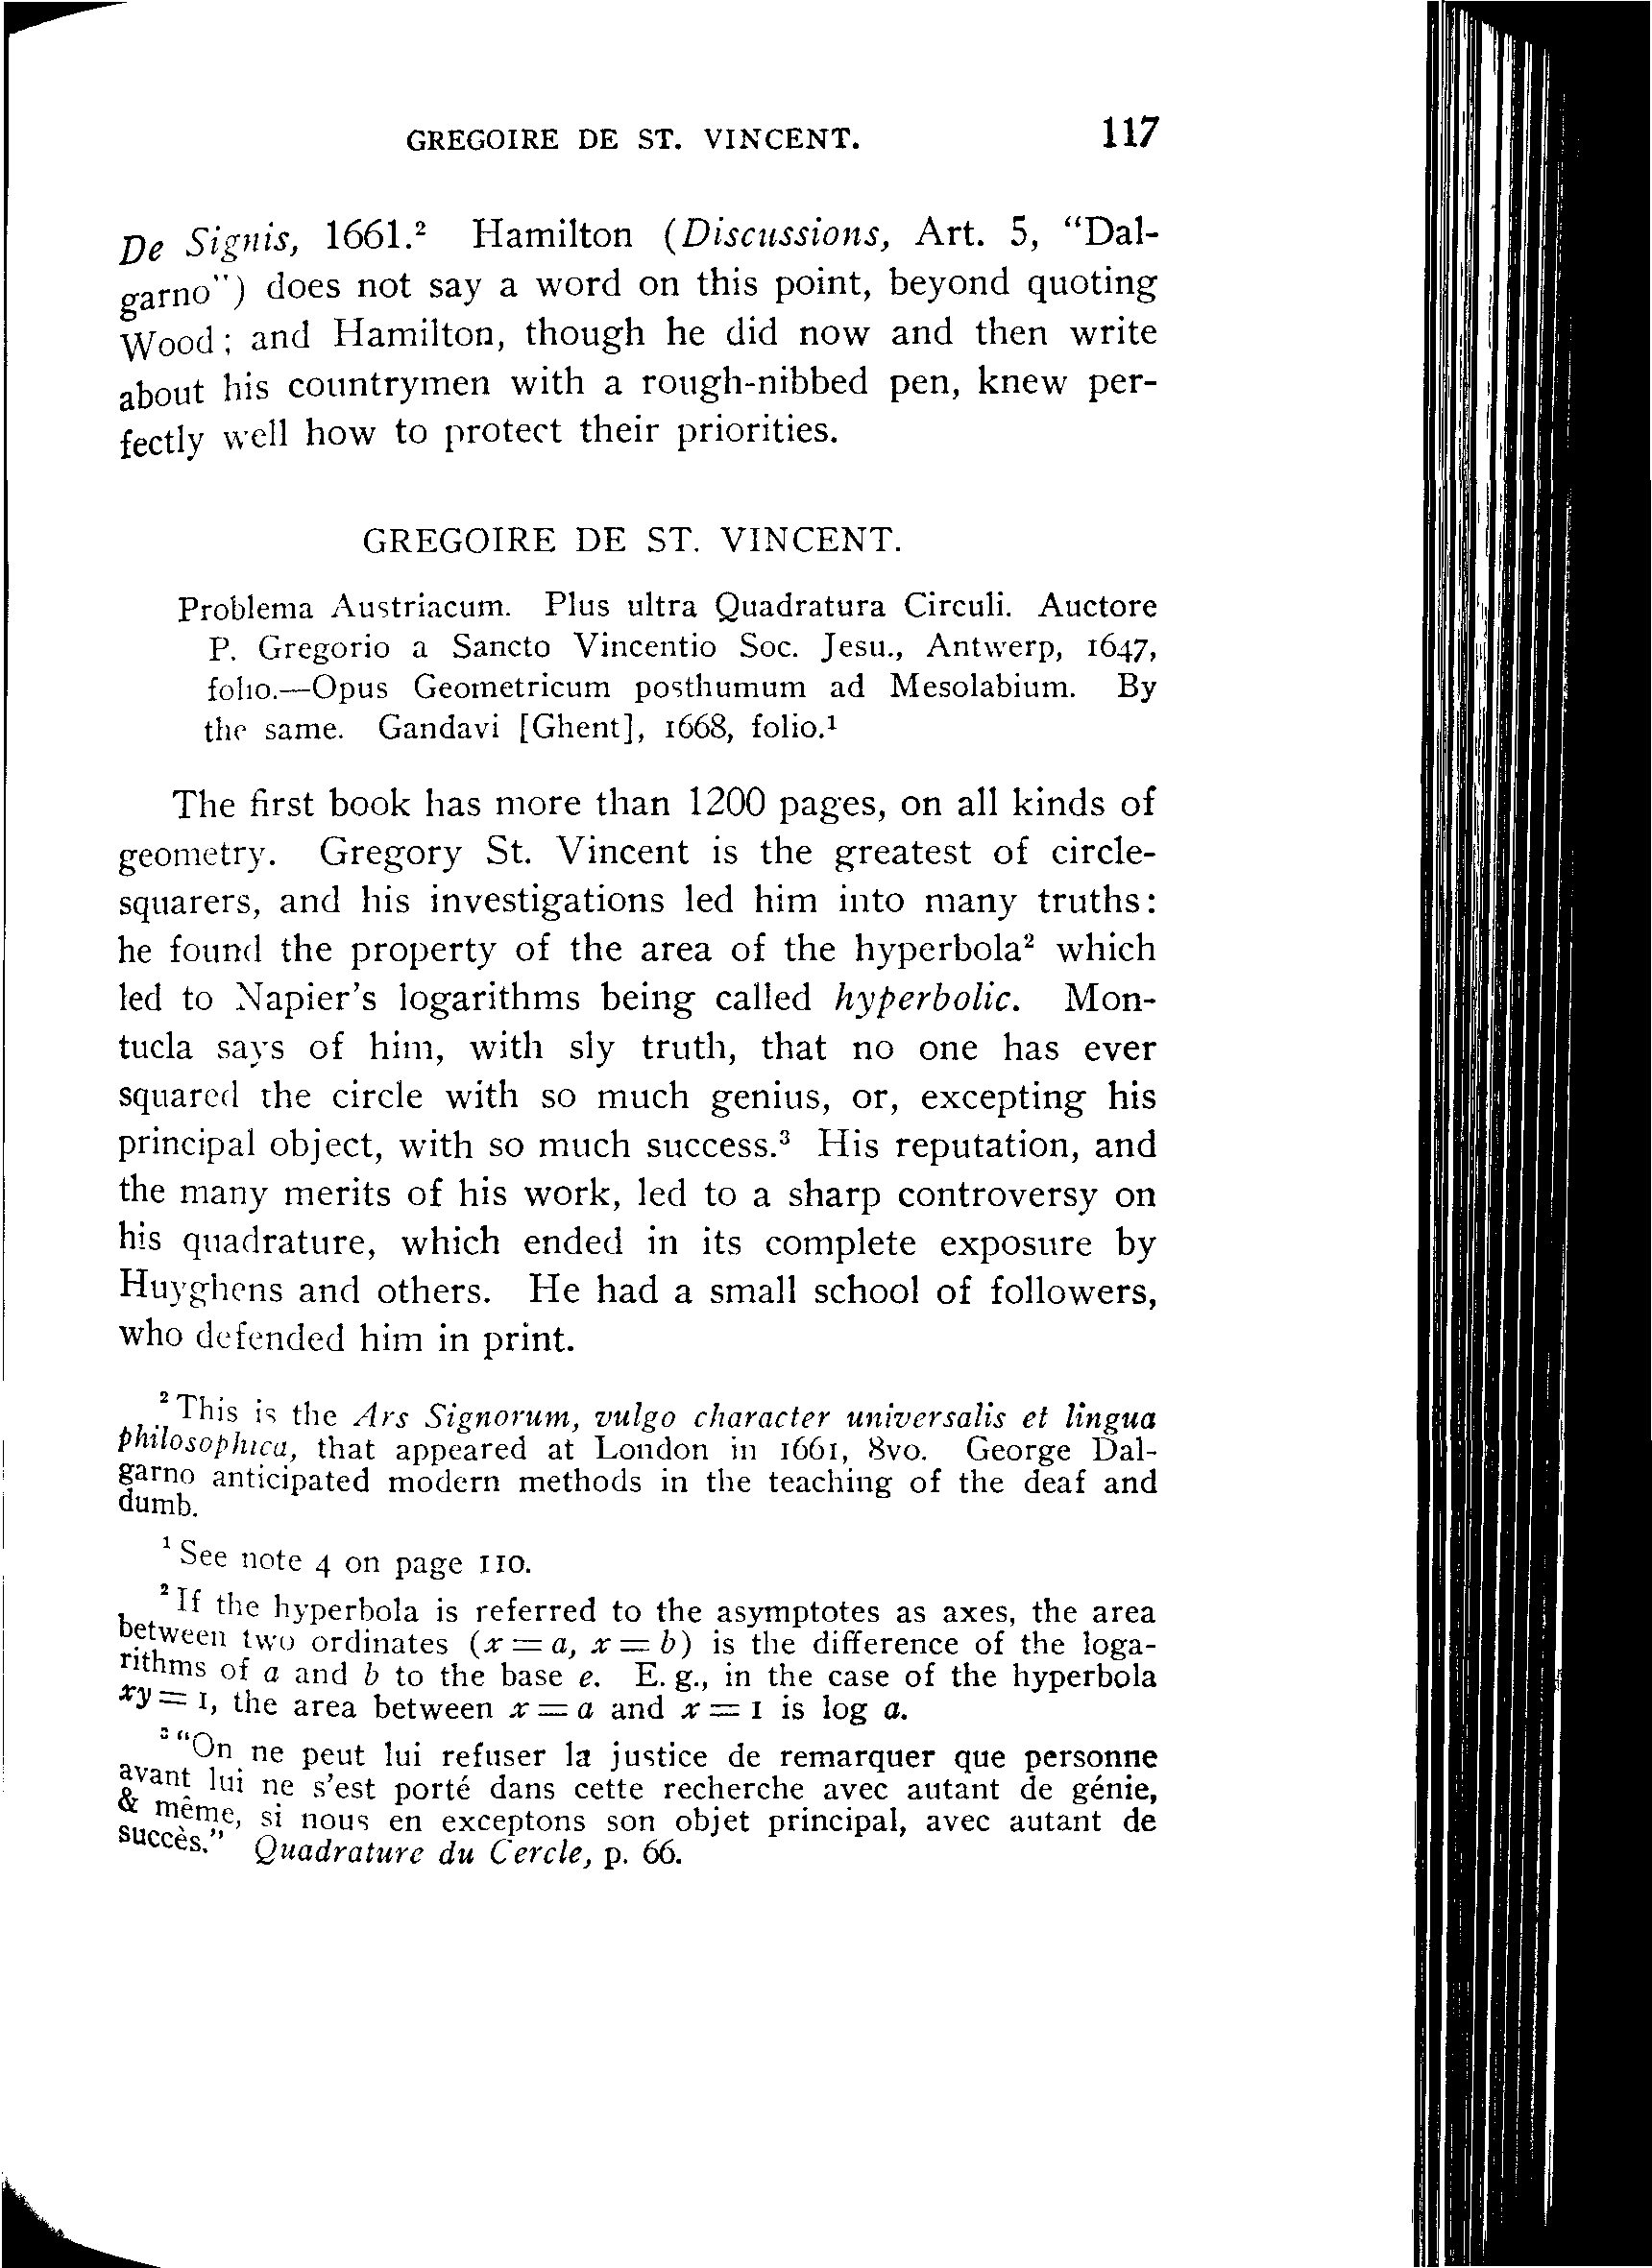 GREGOIRE DE ST. VINCENT. 117
De Signis, 1661.² Hamilton (Discussions, Art. 5, “Dal-
garno”) does not say a word on this point, beyond quoting
Wood; and Hamilton, though he did now and then write
about his countrymen with a rough-nibbed pen, knew per-
fectly well how to protect their priorities.
GREGOIRE DE ST. VINCENT.
Problema Austriacum. Plus ultra Quadratura Circuli. Auctore
P. Gregorio a Sancto Vincentio Soc. Jesu., Antwerp, 1647,
folio.—Opus Geometricum posthumum ad Mesolabium. By
the same. Gandavi [Ghent], 1668, folio.¹
The first book has more than 1200 pages, on all kinds of
geometry. Gregory St. Vincent is the greatest of circle-
squarers, and his investigations led him into many truths:
he found the property of the area of the hyperbola² which
led to Napier's logarithms being called hyperbolic. Mon-
tucla says of him, with sly truth, that no one has ever
squared the circle with so much genius, or, excepting his
principal object, with so much success.³ His reputation, and
the many merits of his work, led to a sharp controversy on
his quadrature, which ended in its complete exposure by
Huyghens and others. He had a small school of followers,
who defended him in print.
² This is the Ars Signorum, vulgo character universalis et lingua
philosophica, that appeared at London in 1661, 8vo. George Dal-
garno anticipated modern methods in the teaching of the deaf and
dumb.
¹ See note 4 on page 110.
² If the hyperbola is referred to the asymptotes as axes, the area
between two ordinates (x = a, x = b) is the difference of the loga-
rithms of a and b to the base e. E. g., in the case of the hyperbola
xy = 1, the area between x = a and x = 1 is log a.
³ “On ne peut lui refuser la justice de remarquer que personne
avant lui ne s'est porté dans cette recherche avec autant de génie,
& même, si nous en exceptons son objet principal, avec autant de
succès.” Quadrature du Cercle, p. 66.